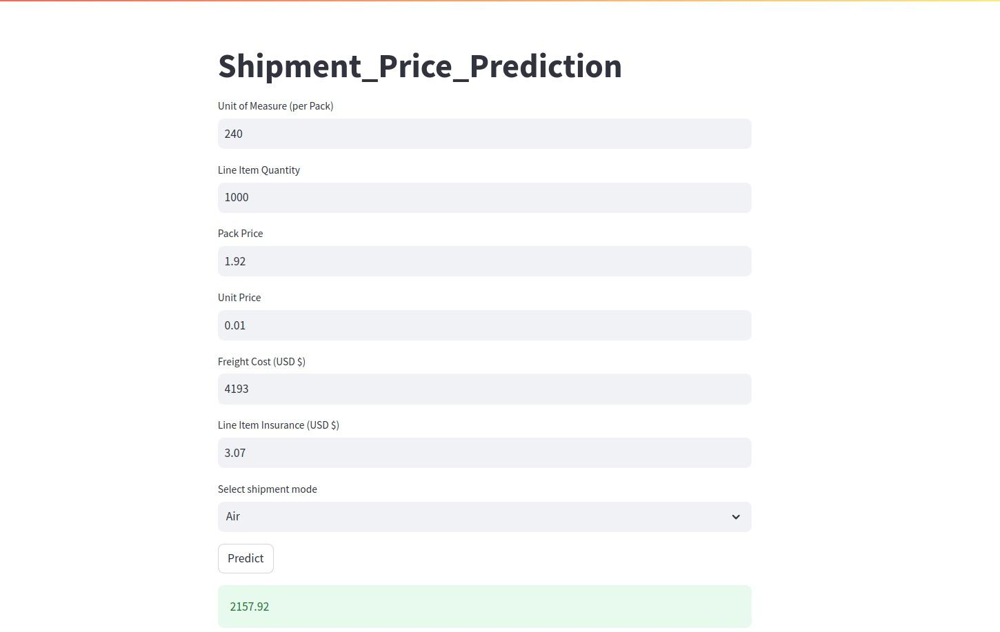 Shipment_Price_Prediction
Unit of Measure (per Pack)
240
Line Item Quantity
1000
Pack Price
1.92
Unit Price
0.01
Freight Cost (USD $)
4193
Line Item Insurance (USD $)
3.07
Select shipment mode
Air
Predict
2157.92